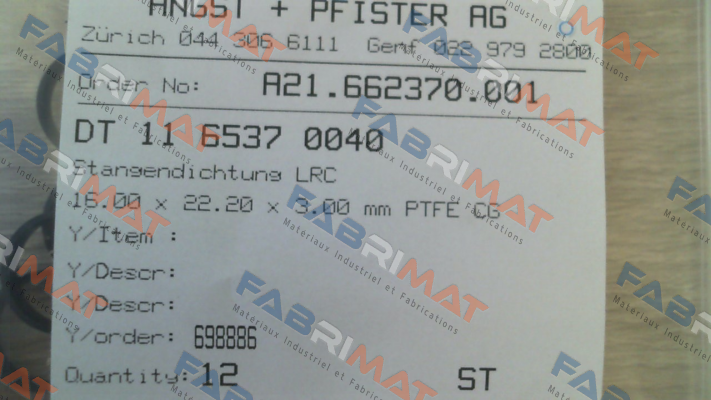 ANGST + PFISTER AG
Zürich 044 306 6111 Genf 022 979 2800
Order No: A21.662370.001
DT 11 6537 0040
Stangendichtung LRC
16.00 x 22.20 x 3.00 mm PTFE CG
Y/Item :
Y/Descr:
Y/Descr:
Y/order: 698886
Quantity: 12 ST
FABRIMAT
Materiaux Industriel et Fabrications